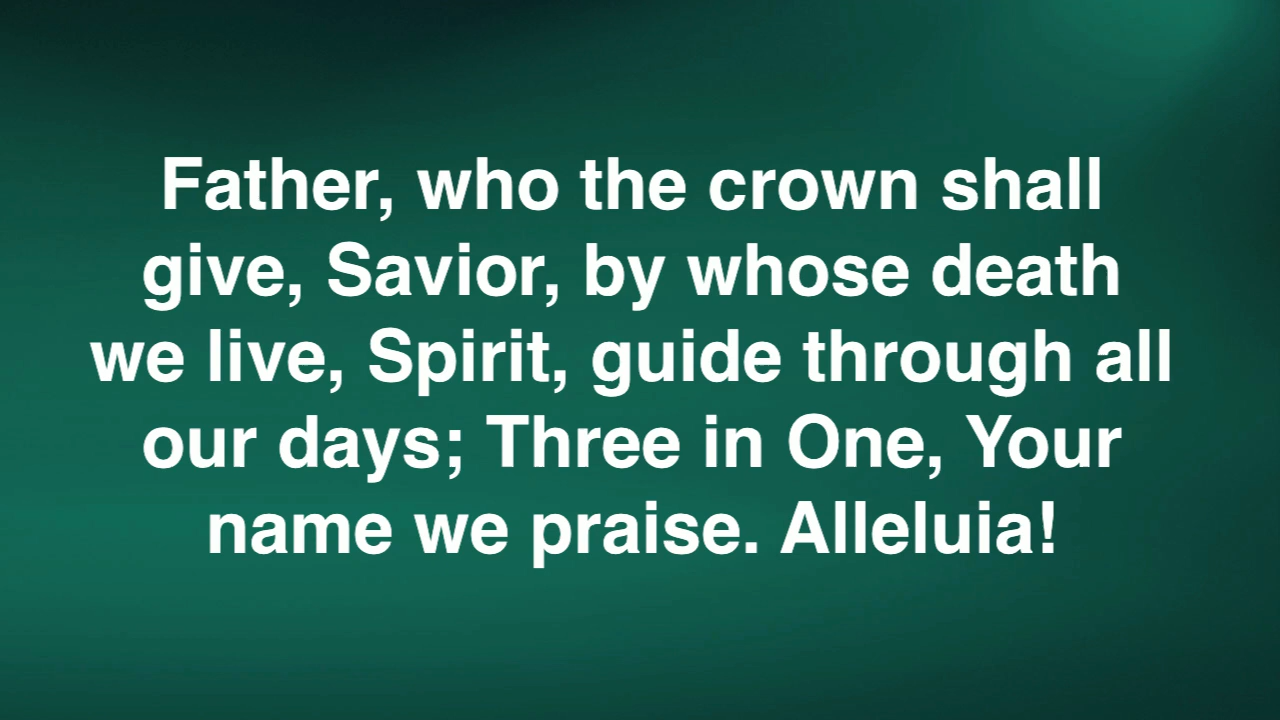 Father, who the crown shall
give, Savior, by whose death
we live, Spirit, guide through all
our days; Three in One, Your
name we praise. Alleluia!